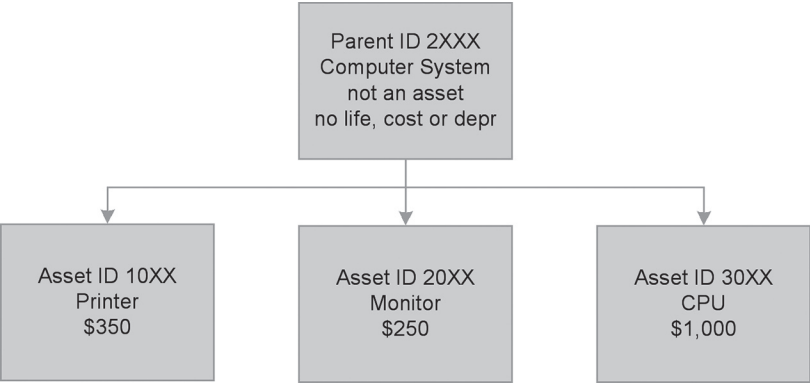 Parent ID 2XXX
Computer System
not an asset
no life, cost or depr
Asset ID 10XX
Printer
$350
Asset ID 20XX
Monitor
$250
Asset ID 30XX
CPU
$1,000